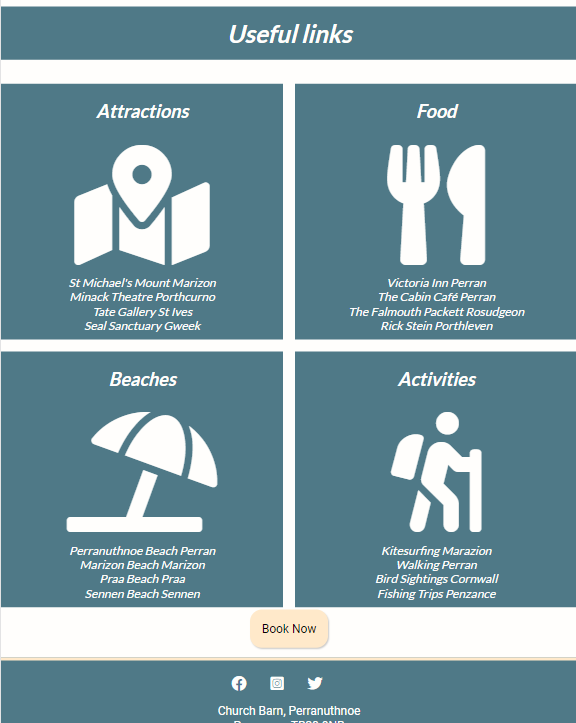 Useful links
Attractions
St Michael's Mount Marizon
Minack Theatre Porthcurno
Tate Gallery St Ives
Seal Sanctuary Gweek
Food
Victoria Inn Perran
The Cabin Café Perran
The Falmouth Packett Rosudgeon
Rick Stein Porthleven
Beaches
Perranuthnoe Beach Perran
Marizon Beach Marizon
Praa Beach Praa
Sennen Beach Sennen
Activities
Kitesurfing Marazion
Walking Perran
Bird Sightings Cornwall
Fishing Trips Penzance
Book Now
Church Barn, Perranuthnoe